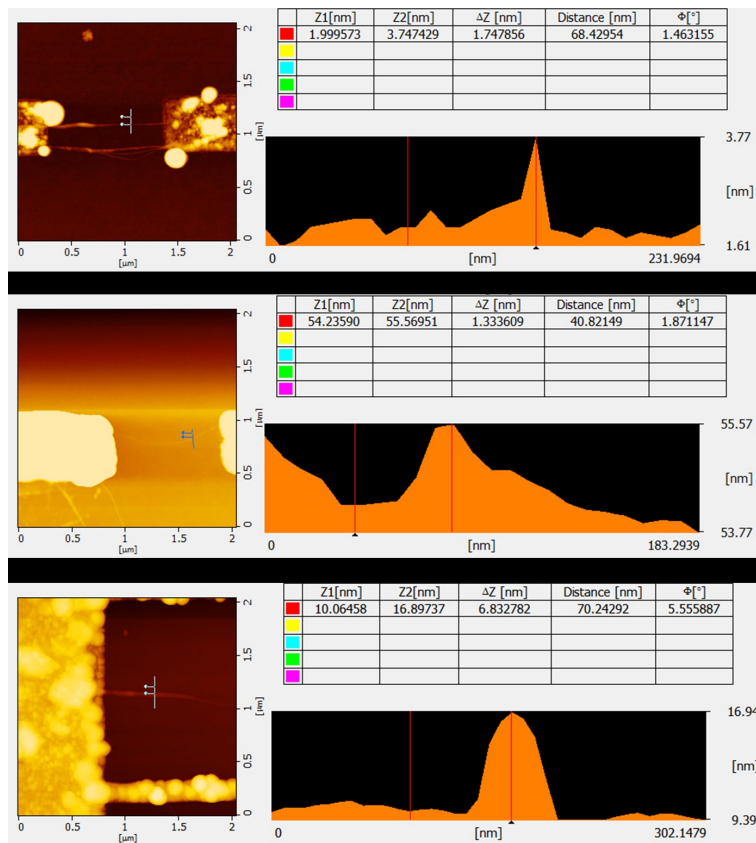 Z1[nm] Z2[nm] ΔZ [nm] Distance [nm] Φ[°]
1.999573 3.747429 1.747856 68.42954 1.463155
2
1.5
1
0.5
0
[µm]
0 0.5 1 1.5 2
[µm]
3.77
[nm]
1.61
0 [nm] 231.9694
Z1[nm] Z2[nm] ΔZ [nm] Distance [nm] Φ[°]
54.23590 55.56951 1.333609 40.82149 1.871147
2
1.5
1
0.5
0
[µm]
0 0.5 1 1.5 2
[µm]
55.57
[nm]
53.77
0 [nm] 183.2939
Z1[nm] Z2[nm] ΔZ [nm] Distance [nm] Φ[°]
10.06458 16.89737 6.832782 70.24292 5.555887
2
1.5
1
0.5
0
[µm]
0 0.5 1 1.5 2
[µm]
16.94
[nm]
9.39
0 [nm] 302.1479